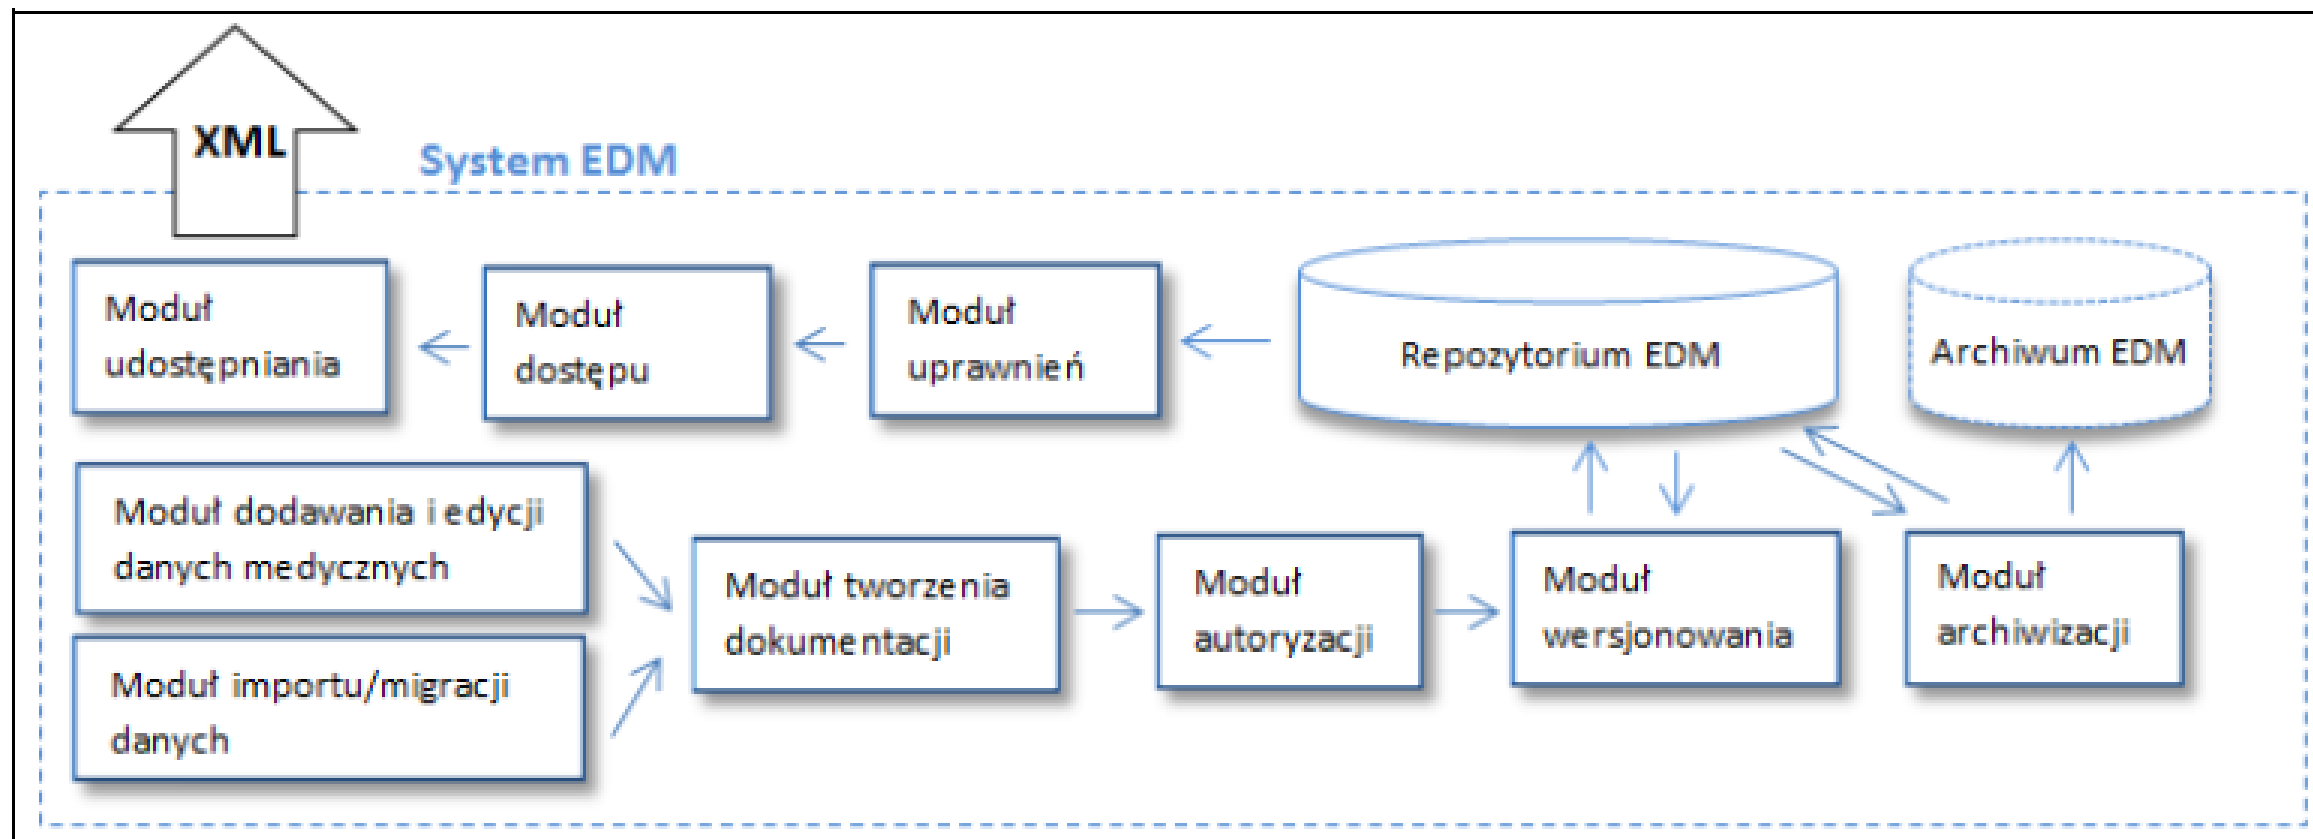 XML
System EDM
Moduł
udostępniania
Moduł
dostępu
Moduł
uprawnień
Repozytorium EDM
Archiwum EDM
Moduł dodawania i edycji
danych medycznych
Moduł importu/migracji
danych
Moduł tworzenia
dokumentacji
Moduł
autoryzacji
Moduł
wersjonowania
Moduł
archiwizacji